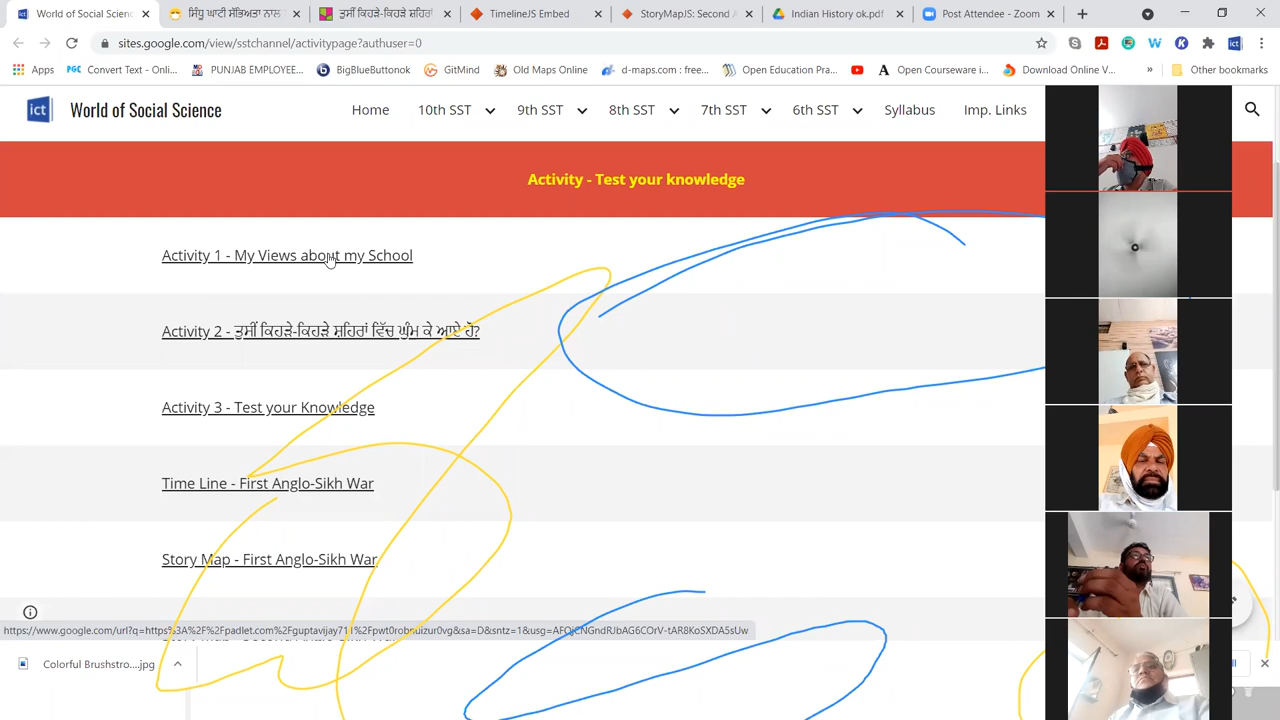 World of Social Science
ਸਿੰਧੂ ਘਾਟੀ ਸੱਭਿਅਤਾ ਨਾਲ
ਤੁਸੀਂ ਕਿਹੜੇ-ਕਿਹੜੇ ਸ਼ਹਿਰਾਂ
TimelineJS Embed
StoryMapJS: Second A
Indian History ok.pdf
Post Attendee - Zoom
sites.google.com/view/sstchannel/activitypage?authuser=0
Apps
PGC Convert Text - Onli...
PUNJAB EMPLOYEE...
BigBlueButtonok
GitMind
Old Maps Online
d-maps.com : free...
Open Education Pra...
Open Courseware i...
Download Online V...
Other bookmarks
ict World of Social Science
Home
10th SST
9th SST
8th SST
7th SST
6th SST
Syllabus
Imp. Links
Activity - Test your knowledge
Activity 1 - My Views about my School
Activity 2 - ਤੁਸੀਂ ਕਿਹੜੇ-ਕਿਹੜੇ ਸ਼ਹਿਰਾਂ ਵਿੱਚ ਘੁੰਮ ਕੇ ਆਏ ਹੋ?
Activity 3 - Test your Knowledge
Time Line - First Anglo-Sikh War
Story Map - First Anglo-Sikh War
Colorful Brushstro....jpg